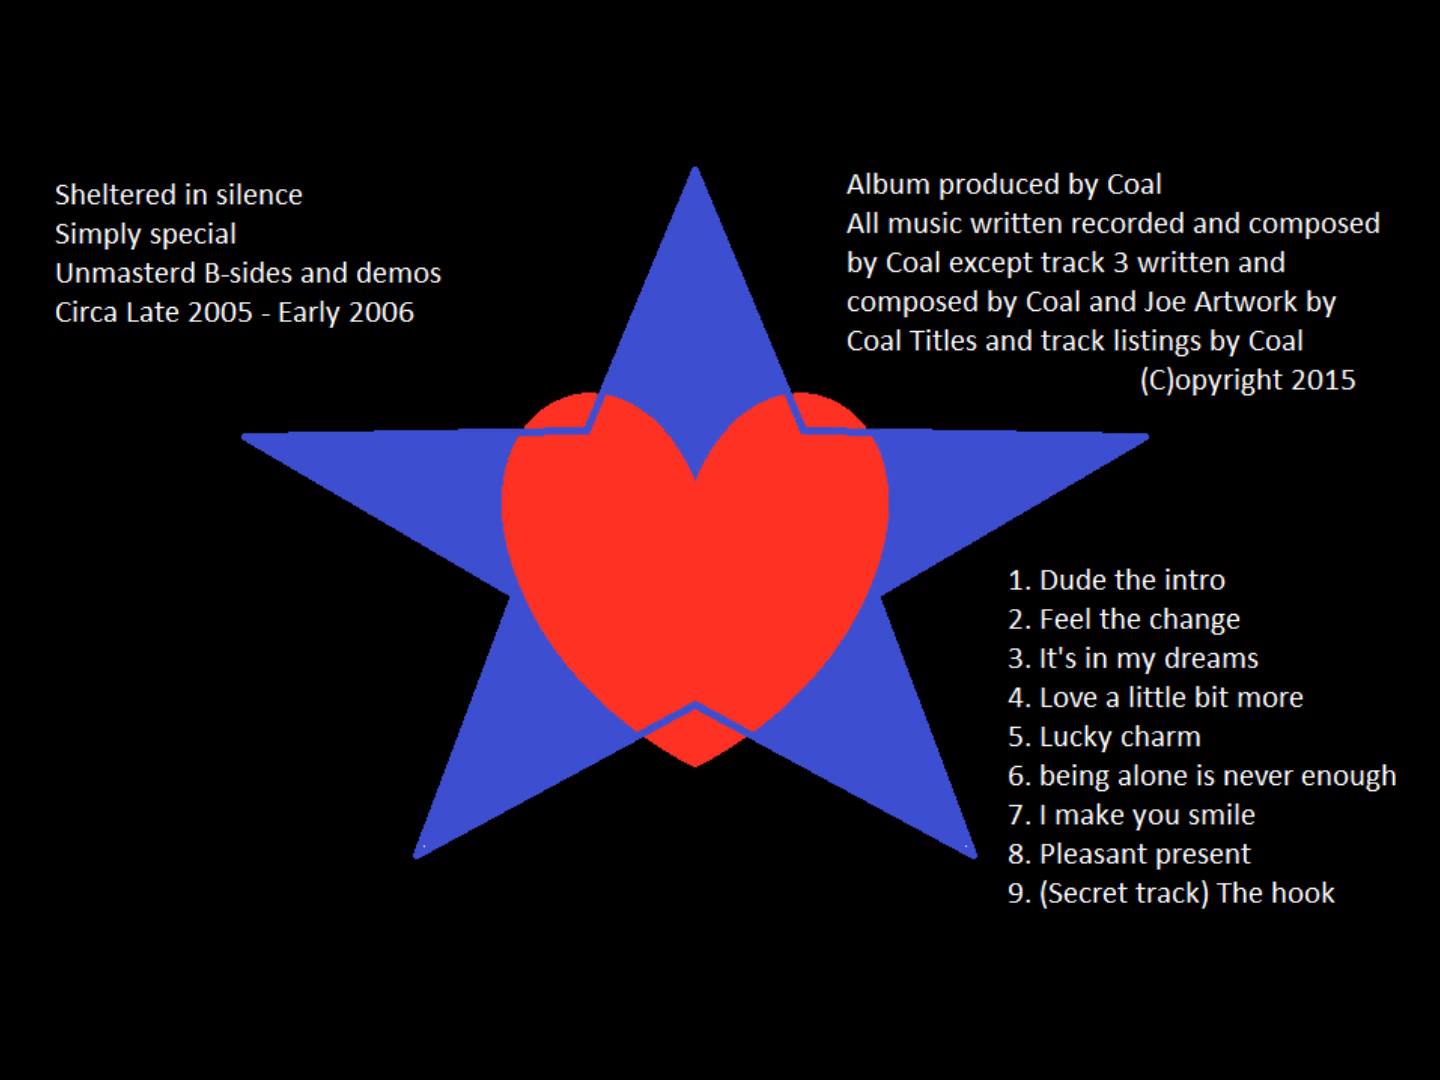 Sheltered in silence
Simply special
Unmasterd B-sides and demos
Circa Late 2005 - Early 2006
Album produced by Coal
All music written recorded and composed
by Coal except track 3 written and
composed by Coal and Joe Artwork by
Coal Titles and track listings by Coal
(C)opyright 2015
1. Dude the intro
2. Feel the change
3. It's in my dreams
4. Love a little bit more
5. Lucky charm
6. being alone is never enough
7. I make you smile
8. Pleasant present
9. (Secret track) The hook